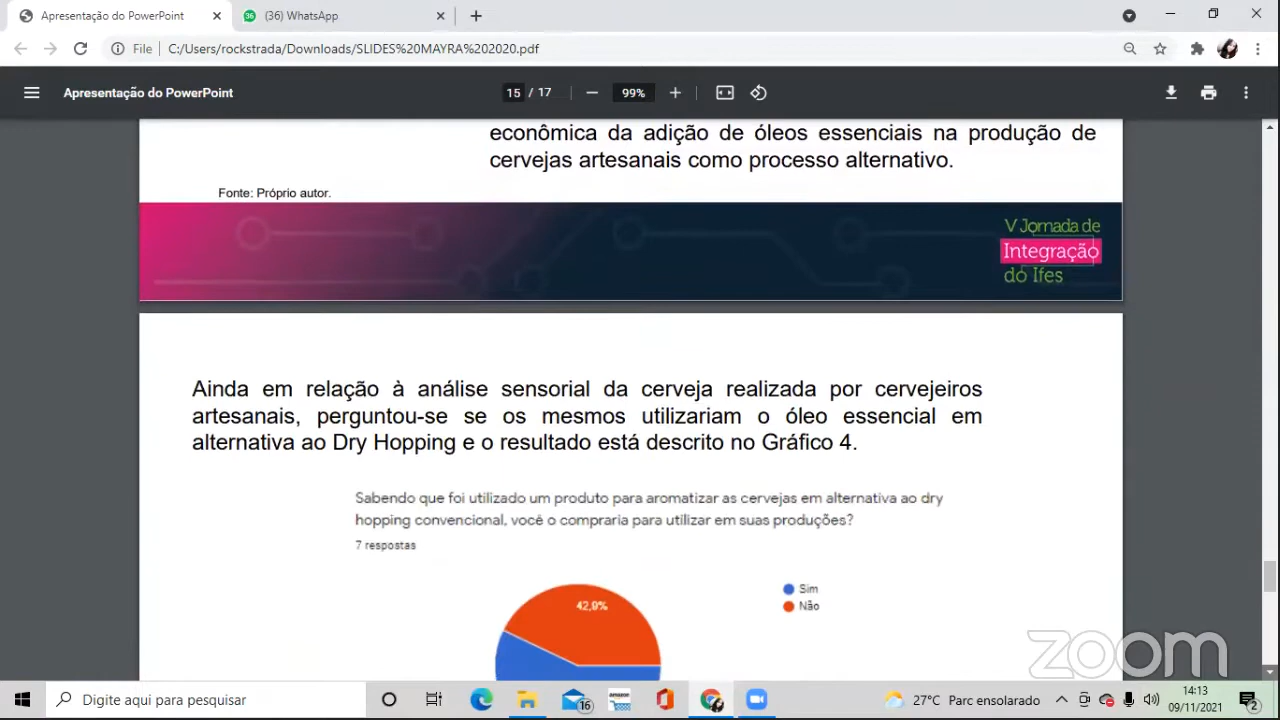 Apresentação do PowerPoint
(36) WhatsApp
File
C:/Users/rockstrada/Downloads/SLIDES%20MAYRA%202020.pdf
Apresentação do PowerPoint
15 / 17
99%
econômica da adição de óleos essenciais na produção de
cervejas artesanais como processo alternativo.
Fonte: Próprio autor.
V Jornada de
Integração
do Ifes
Ainda em relação à análise sensorial da cerveja realizada por cervejeiros
artesanais, perguntou-se se os mesmos utilizariam o óleo essencial em
alternativa ao Dry Hopping e o resultado está descrito no Gráfico 4.
Sabendo que foi utilizado um produto para aromatizar as cervejas em alternativa ao dry
hopping convencional, você o compraria para utilizar em suas produções?
7 respostas
42,9%
Sim
Não
zoom
Digite aqui para pesquisar
amazon
16
27°C Parc ensolarado
14:13
09/11/2021
2